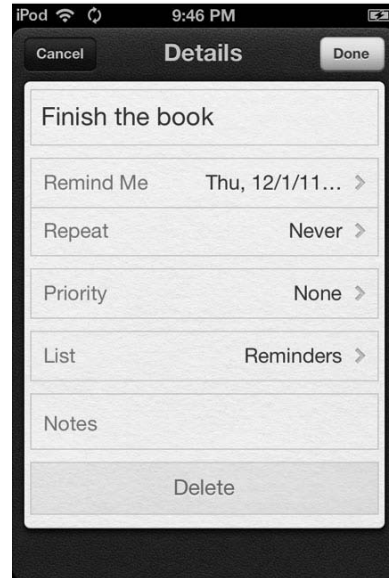 iPod 9:46 PM
Cancel Details Done
Finish the book
Remind Me Thu, 12/1/11...
Repeat Never
Priority None
List Reminders
Notes
Delete